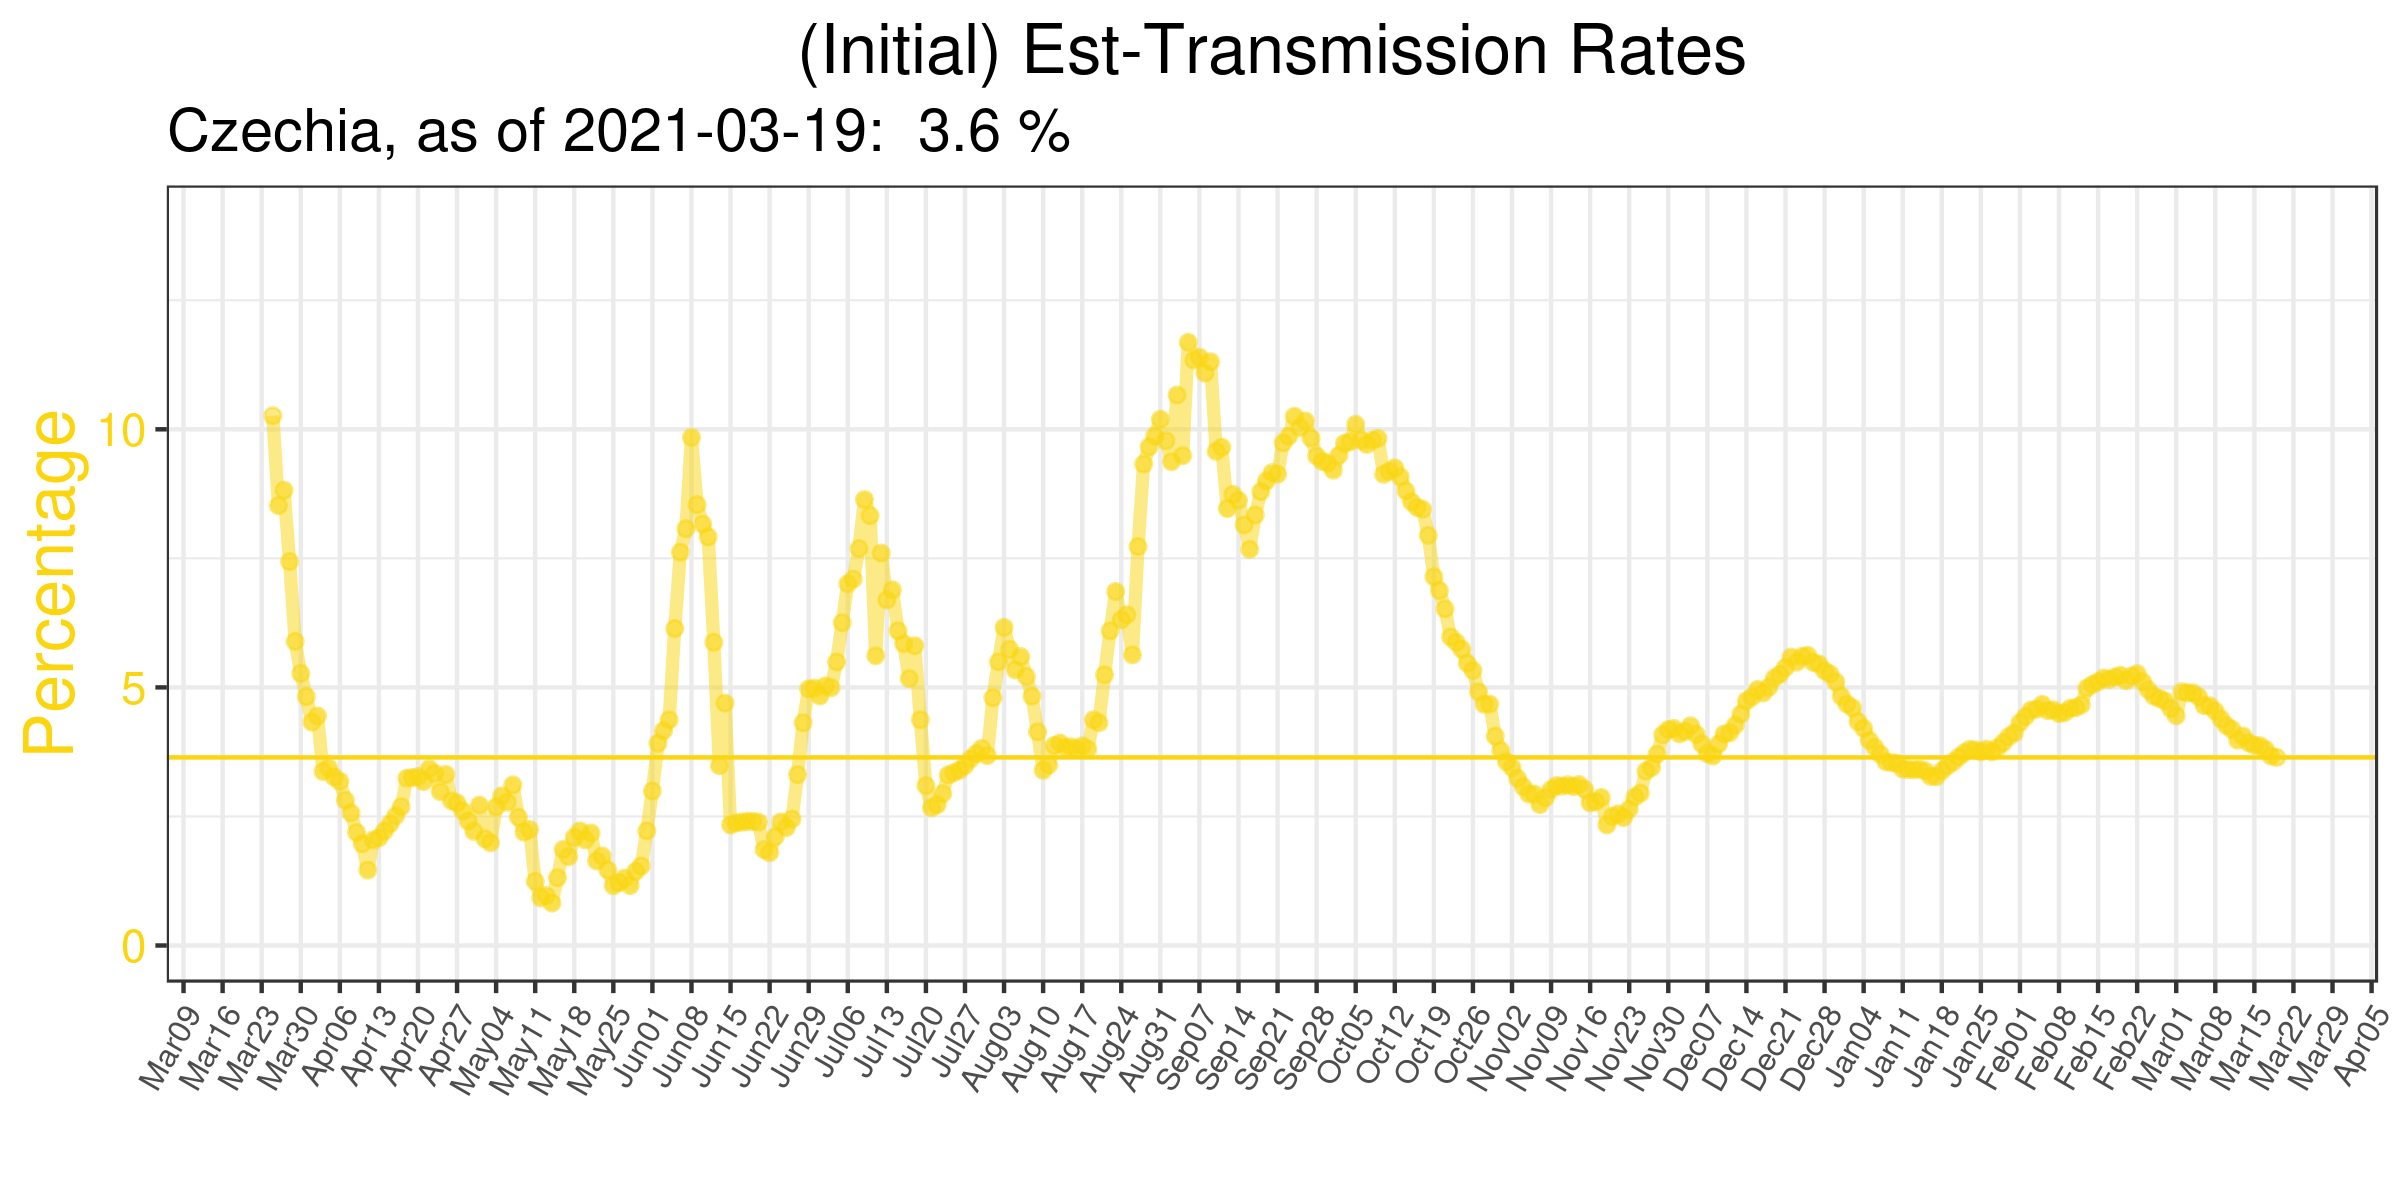 (Initial) Est-Transmission Rates
Czechia, as of 2021-03-19:  3.6 %
Percentage
10
5
0
Mar09
Mar16
Mar23
Mar30
Apr06
Apr13
Apr20
Apr27
May04
May11
May18
May25
Jun01
Jun08
Jun15
Jun22
Jun29
Jul06
Jul13
Jul20
Jul27
Aug03
Aug10
Aug17
Aug24
Aug31
Sep07
Sep14
Sep21
Sep28
Oct05
Oct12
Oct19
Oct26
Nov02
Nov09
Nov16
Nov23
Nov30
Dec07
Dec14
Dec21
Dec28
Dec04
Jan11
Jan18
Jan25
Jan25
Feb01
Feb08
Feb15
Feb22
Mar01
Mar08
Mar15
Mar22
Mar29
Apr05